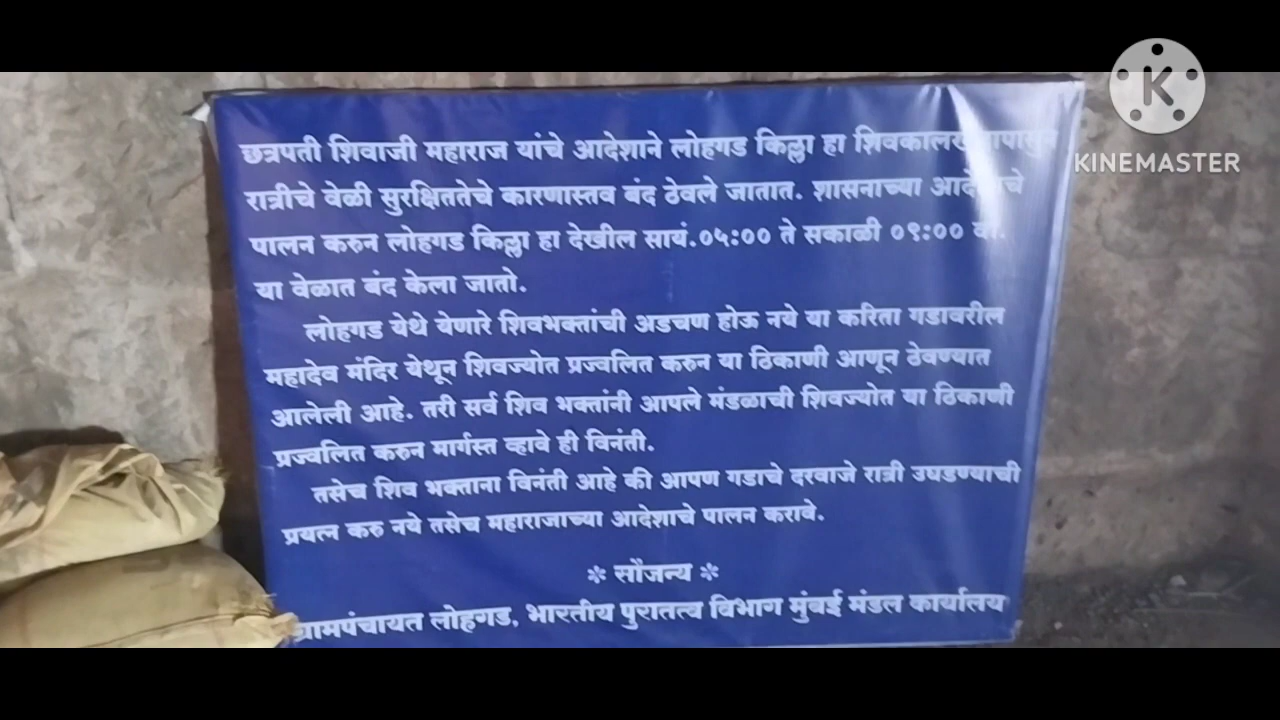 छत्रपती शिवाजी महाराज यांचे आदेशाने लोहगड किल्ला हा
रात्रीचे वेळी सुरक्षिततेचे कारणास्तव बंद ठेवले जातात. शासनाच्या आदेशाचे
पालन करुन लोहगड किल्ला हा देखील सायं.०५:०० ते सकाळी ०९:०० वा.
या वेळात बंद केला जातो.
लोहगड येथे येणारे शिवभक्तांची अडचण होऊ नये या करिता गडावरील
महादेव मंदिर येथून शिवज्योत प्रज्वलित करुन या ठिकाणी आणून ठेवण्यात
आलेली आहे. तरी सर्व शिव भक्तांनी आपले मंडळाची शिवज्योत या ठिकाणी
प्रज्वलित करुन मार्गस्त व्हावे ही विनंती.
तसेच शिव भक्ताना विनंती आहे की आपण गडाचे दरवाजे रात्री उघडण्याची
प्रयत्न करु नये तसेच महाराजाच्या आदेशाचे पालन करावे.
* सौजन्य *
ग्रामपंचायत लोहगड, भारतीय पुरातत्व विभाग मुंबई मंडल कार्यालय
KINEMASTER